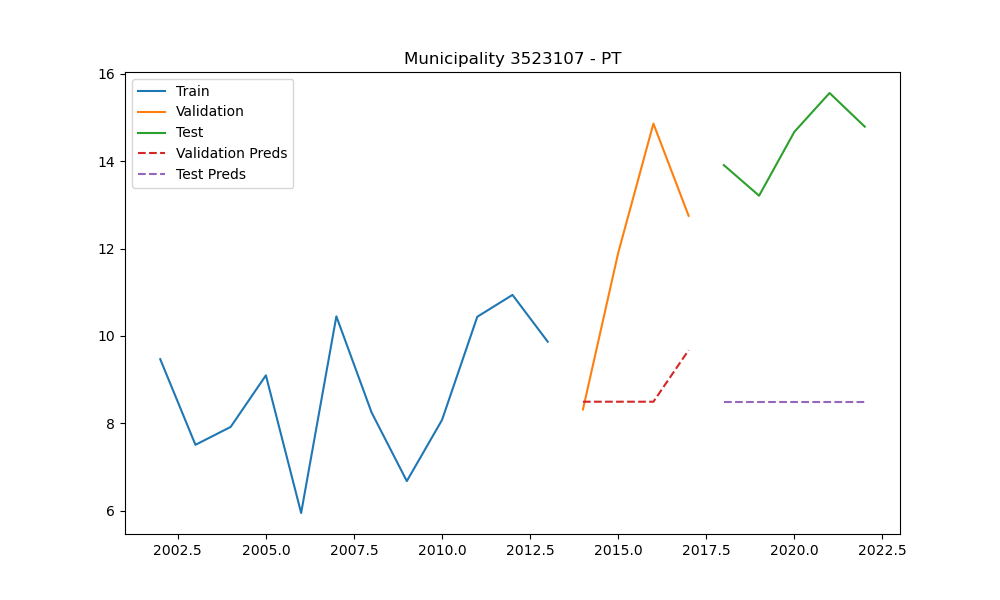 Municipality 3523107 - PT
16
14
12
10
8
6
Train
Validation
Test
Validation Preds
Test Preds
2002.5 2005.0 2007.5 2010.0 2012.5 2015.0 2017.5 2020.0 2022.5